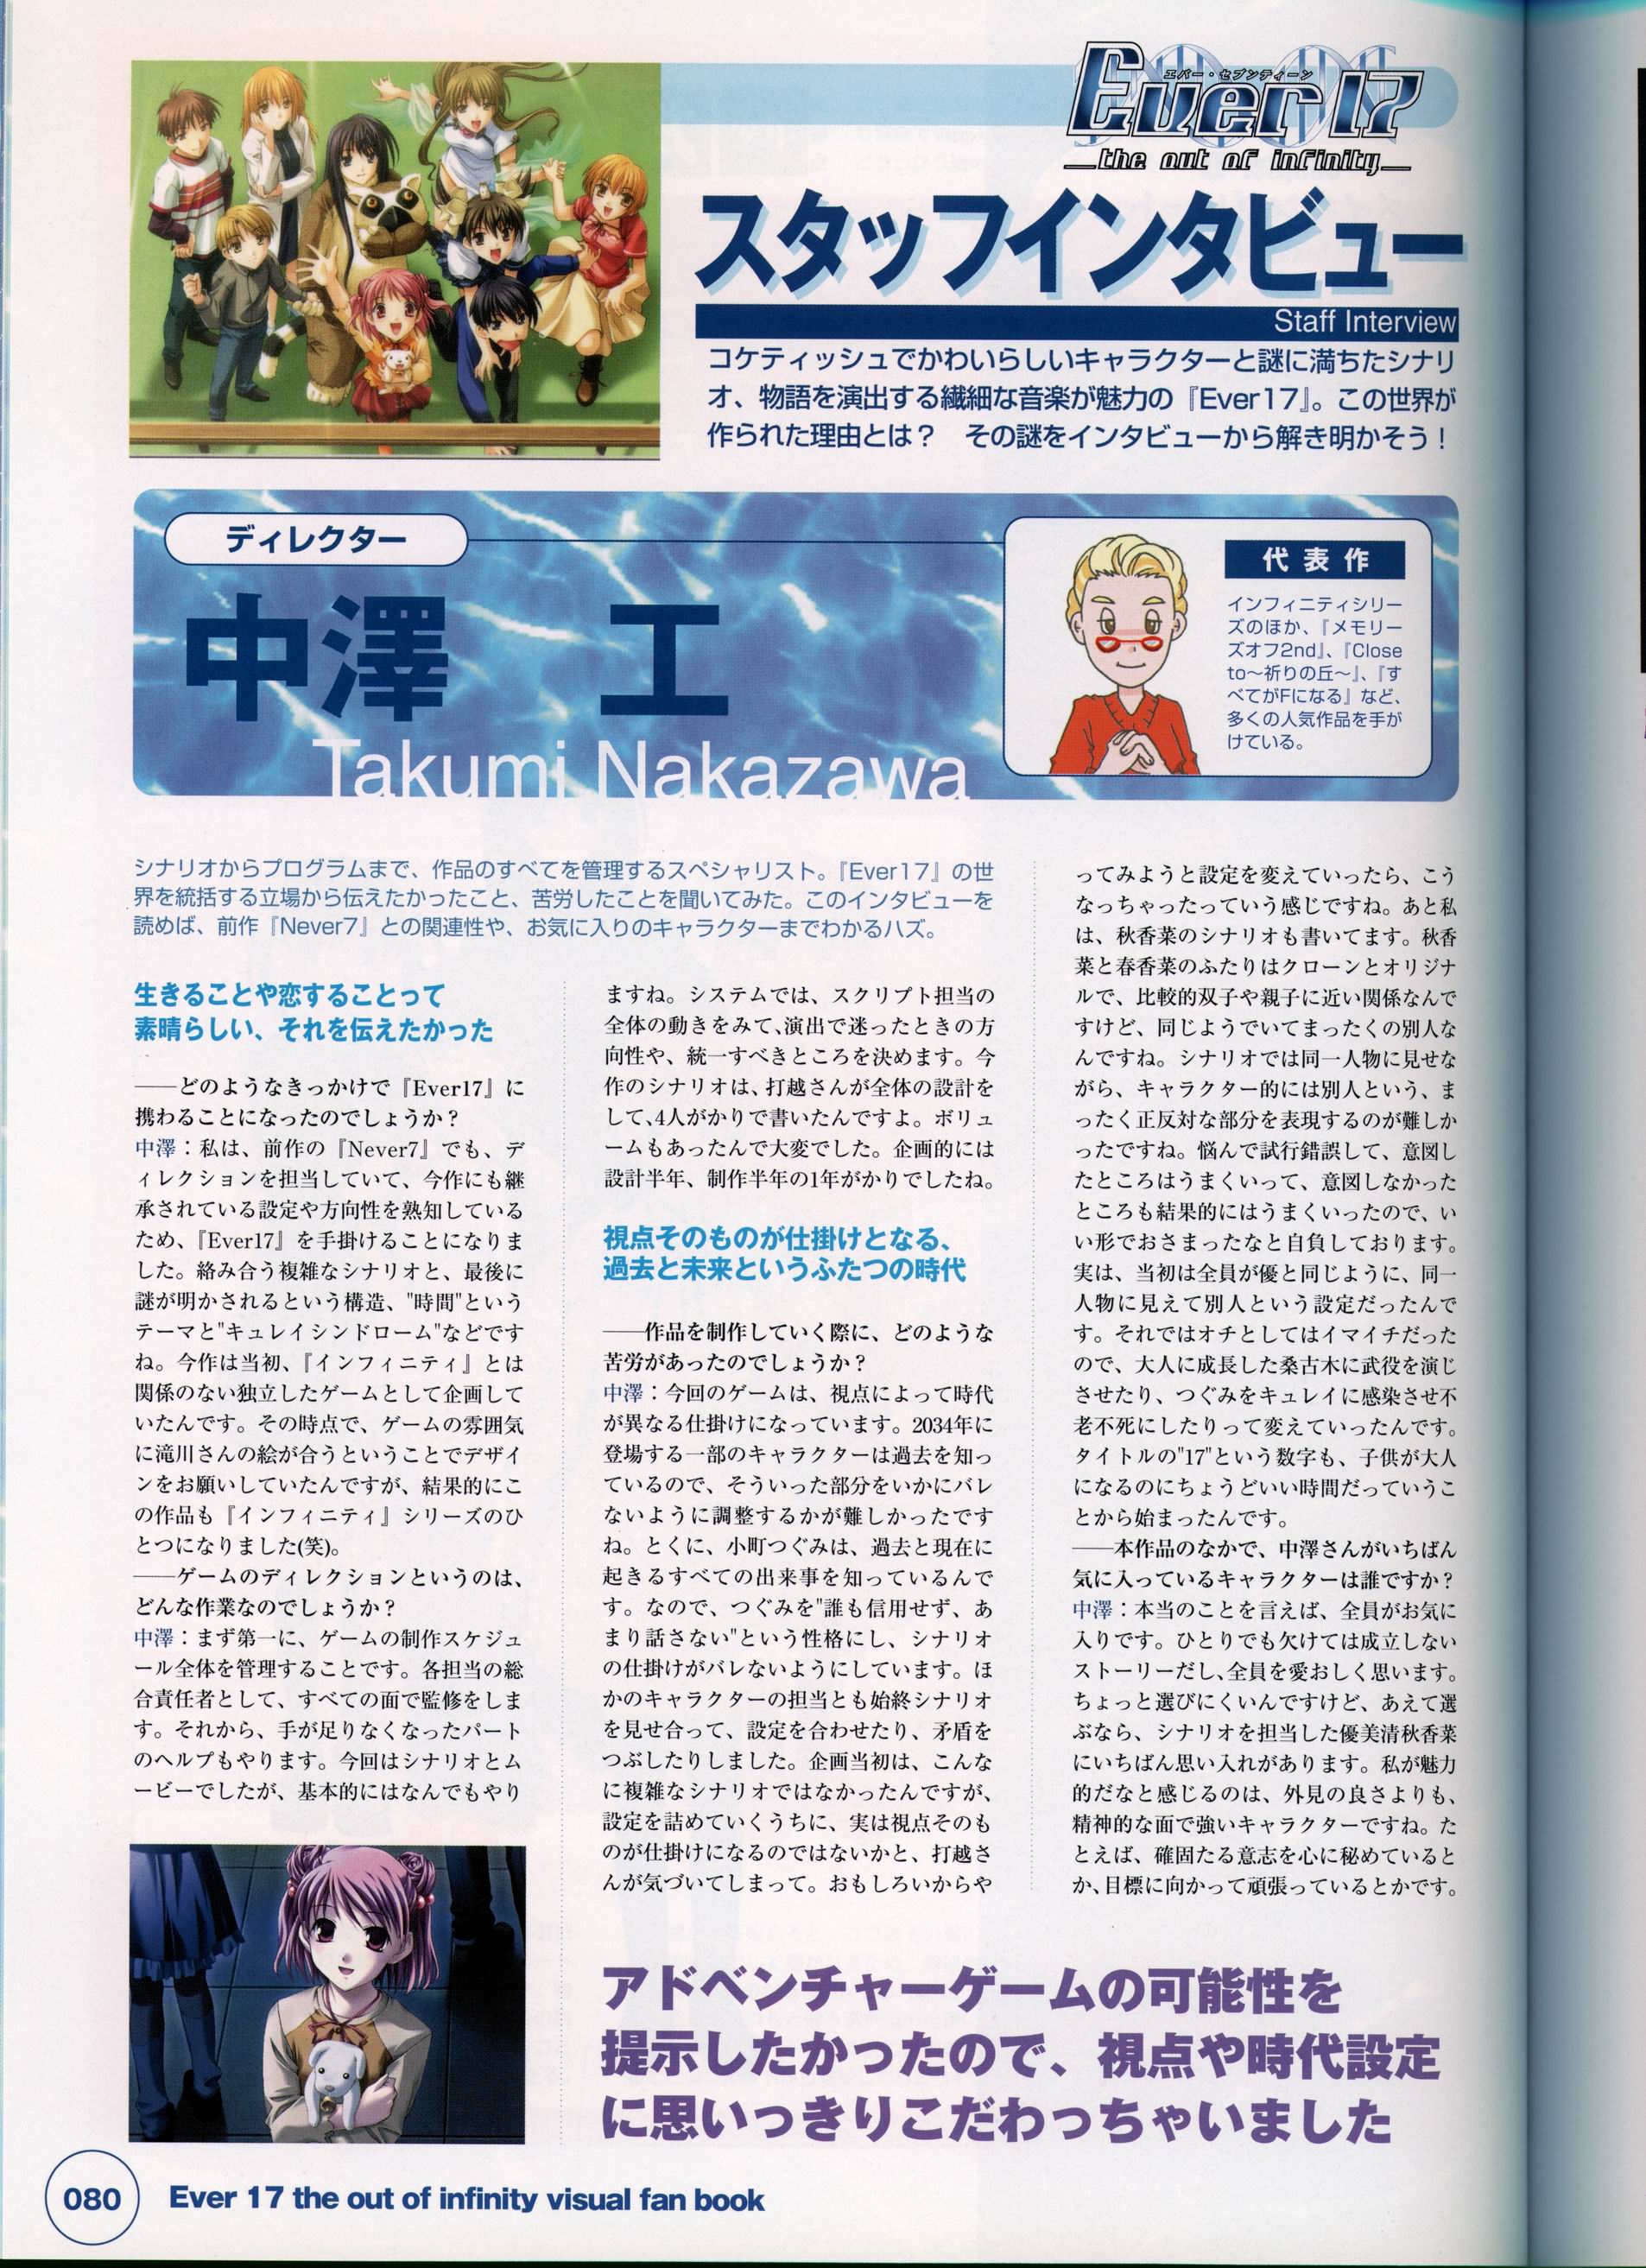 エバー・セブンティーン
Ever17
the out of infinity
スタッフインタビュー
Staff Interview
コケティッシュでかわいらしいキャラクターと謎に満ちたシナリ
オ、物語を演出する繊細な音楽が魅力の『Ever17』。この世界が
作られた理由とは？　その謎をインタビューから解き明かそう！
ディレクター
中澤　工
Takumi Nakazawa
代表作
インフィニティシリー
ズのほか、『メモリー
ズオフ2nd』、『Close
to〜祈りの丘〜』、『す
べてがFになる』など、
多くの人気作品を手が
けている。
シナリオからプログラムまで、作品のすべてを管理するスペシャリスト。『Ever17』の世
界を統括する立場から伝えたかったこと、苦労したことを聞いてみた。このインタビューを
読めば、前作『Never7』との関連性や、お気に入りのキャラクターまでわかるハズ。
生きることや恋することって
素晴らしい、それを伝えたかった
──どのようなきっかけで『Ever17』に
携わることになったのでしょうか？
中澤：私は、前作の『Never7』でも、デ
ィレクションを担当していて、今作にも継
承されている設定や方向性を熟知している
ため、『Ever17』を手掛けることになりま
した。絡み合う複雑なシナリオと、最後に
謎が明かされるという構造、"時間"という
テーマと"キュレイシンドローム"などです
ね。今作は当初、『インフィニティ』とは
関係のない独立したゲームとして企画して
いたんです。その時点で、ゲームの雰囲気
に滝川さんの絵が合うということでデザイ
ンをお願いしていたんですが、結果的にこ
の作品も『インフィニティ』シリーズのひ
とつになりました(笑)。
──ゲームのディレクションというのは、
どんな作業なのでしょうか？
中澤：まず第一に、ゲームの制作スケジュ
ール全体を管理することです。各担当の総
合責任者として、すべての面で監修をしま
す。それから、手が足りなくなったパート
のヘルプもやります。今回はシナリオとム
ービーでしたが、基本的にはなんでもやり
ますね。システムでは、スクリプト担当の
全体の動きをみて、演出で迷ったときの方
向性や、統一すべきところを決めます。今
作のシナリオは、打越さんが全体の設計を
して、4人がかりで書いたんですよ。ボリュ
ームもあったんで大変でした。企画的には
設計半年、制作半年の1年がかりでしたね。
視点そのものが仕掛けとなる、
過去と未来というふたつの時代
──作品を制作していく際に、どのような
苦労があったのでしょうか？
中澤：今回のゲームは、視点によって時代
が異なる仕掛けになっています。2034年に
登場する一部のキャラクターは過去を知っ
ているので、そういった部分をいかにバレ
ないように調整するかが難しかったです
ね。とくに、小町つぐみは、過去と現在に
起きるすべての出来事を知っているんで
す。なので、つぐみを"誰も信用せず、あ
まり話さない"という性格にし、シナリオ
の仕掛けがバレないようにしています。ほ
かのキャラクターの担当とも始終シナリオ
を見せ合って、設定を合わせたり、矛盾を
つぶしたりしました。企画当初は、こんな
に複雑なシナリオではなかったんですが、
設定を詰めていくうちに、実は視点そのも
のが仕掛けになるのではないかと、打越さ
んが気づいてしまって。おもしろいからや
ってみようと設定を変えていったら、こう
なっちゃったっていう感じですね。あと私
は、秋香菜のシナリオも書いてます。秋香
菜と春香菜のふたりはクローンとオリジナ
ルで、比較的双子や親子に近い関係なんで
すけど、同じようでいてまったくの別人な
んですね。シナリオでは同一人物に見せな
がら、キャラクター的には別人という、ま
ったく正反対な部分を表現するのが難しか
ったですね。悩んで試行錯誤して、意図し
たところはうまくいって、意図しなかった
ところも結果的にはうまくいったので、い
い形でおさまったなと自負しております。
実は、当初は全員が優と同じように、同一
人物に見えて別人という設定だったんで
す。それではオチとしてはイマイチだった
ので、大人に成長した桑古木に武役を演じ
させたり、つぐみをキュレイに感染させ不
老不死にしたりって変えていったんです。
タイトルの"17"という数字も、子供が大人
になるのにちょうどいい時間だっていうこ
とから始まったんです。
──本作品のなかで、中澤さんがいちばん
気に入っているキャラクターは誰ですか？
中澤：本当のことを言えば、全員がお気に
入りです。ひとりでも欠けては成立しない
ストーリーだし、全員を愛おしく思います。
ちょっと選びにくいんですけど、あえて選
ぶなら、シナリオを担当した優美清秋香菜
にいちばん思い入れがあります。私が魅力
的だなと感じるのは、外見の良さよりも、
精神的な面で強いキャラクターですね。た
とえば、確固たる意志を心に秘めていると
か、目標に向かって頑張っているとかです。
アドベンチャーゲームの可能性を
提示したかったので、視点や時代設定
に思いっきりこだわっちゃいました
080
Ever 17 the out of infinity visual fan book